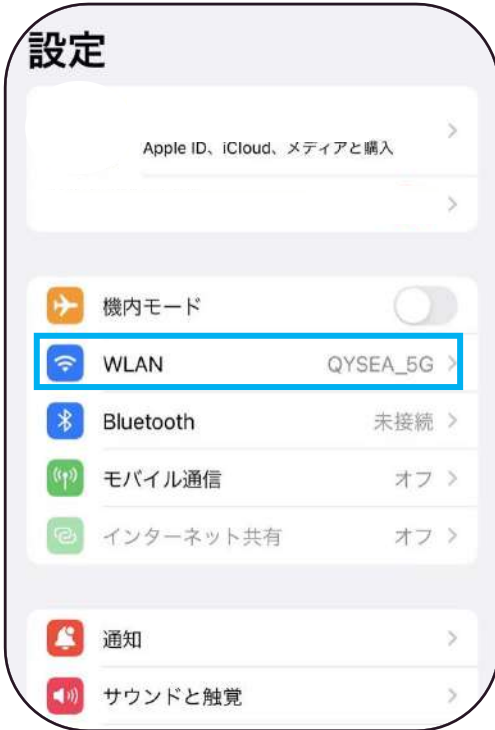 設定
Apple ID、iCloud、メディアと購入
機内モード
WLAN QYSEA_5G
Bluetooth 未接続
モバイル通信 オフ
インターネット共有 オフ
通知
サウンドと触覚